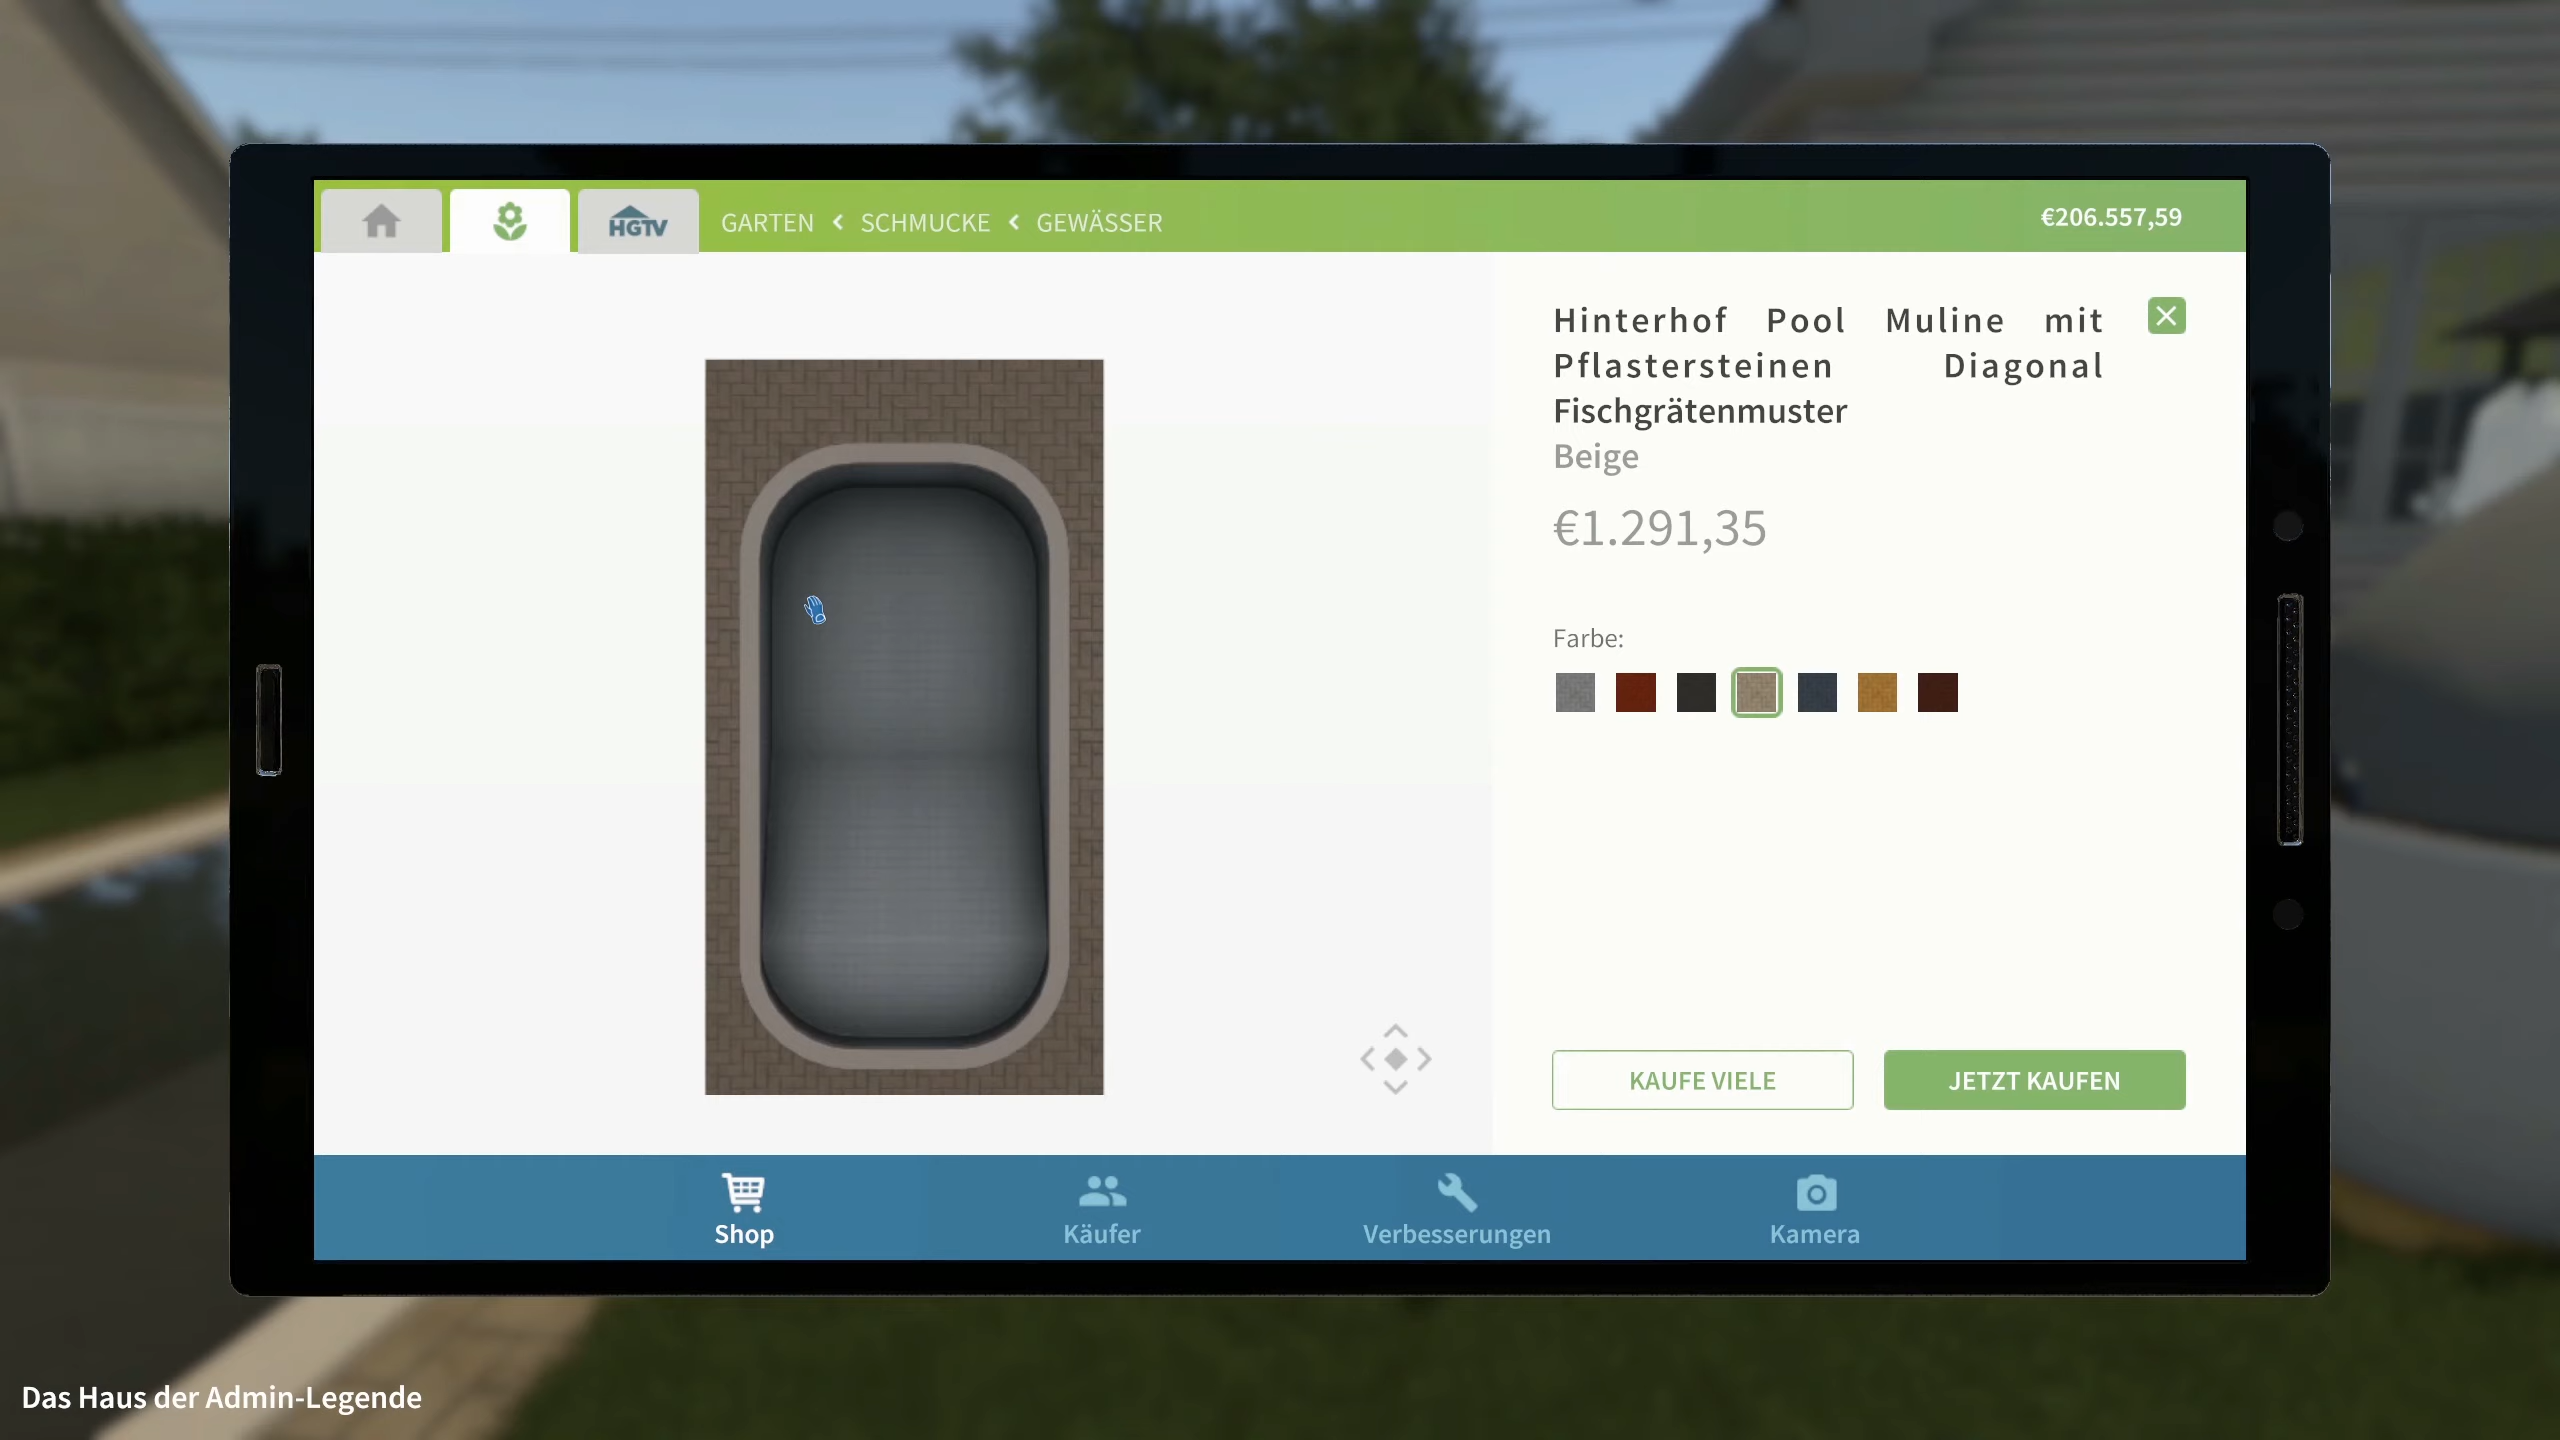 HGTV
GARTEN < SCHMUCKE < GEWÄSSER
€206.557,59
Hinterhof Pool Muline mit
Pflastersteinen Diagonal
Fischgrätenmuster
Beige
€1.291,35
Farbe:
KAUFE VIELE
JETZT KAUFEN
Shop
Käufer
Verbesserungen
Kamera
Das Haus der Admin-Legende